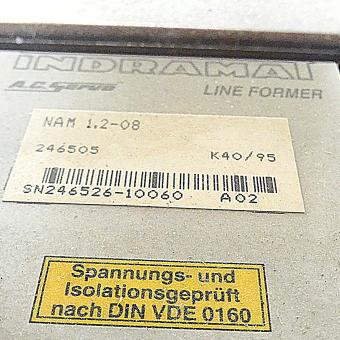 INDRAMAT
A.C. Servo LINE FORMER
NAM 1,2-08
246505 K40/95
SN246526-10060 A02
Spannungs- und
Isolationsgeprüft
nach DIN VDE 0160